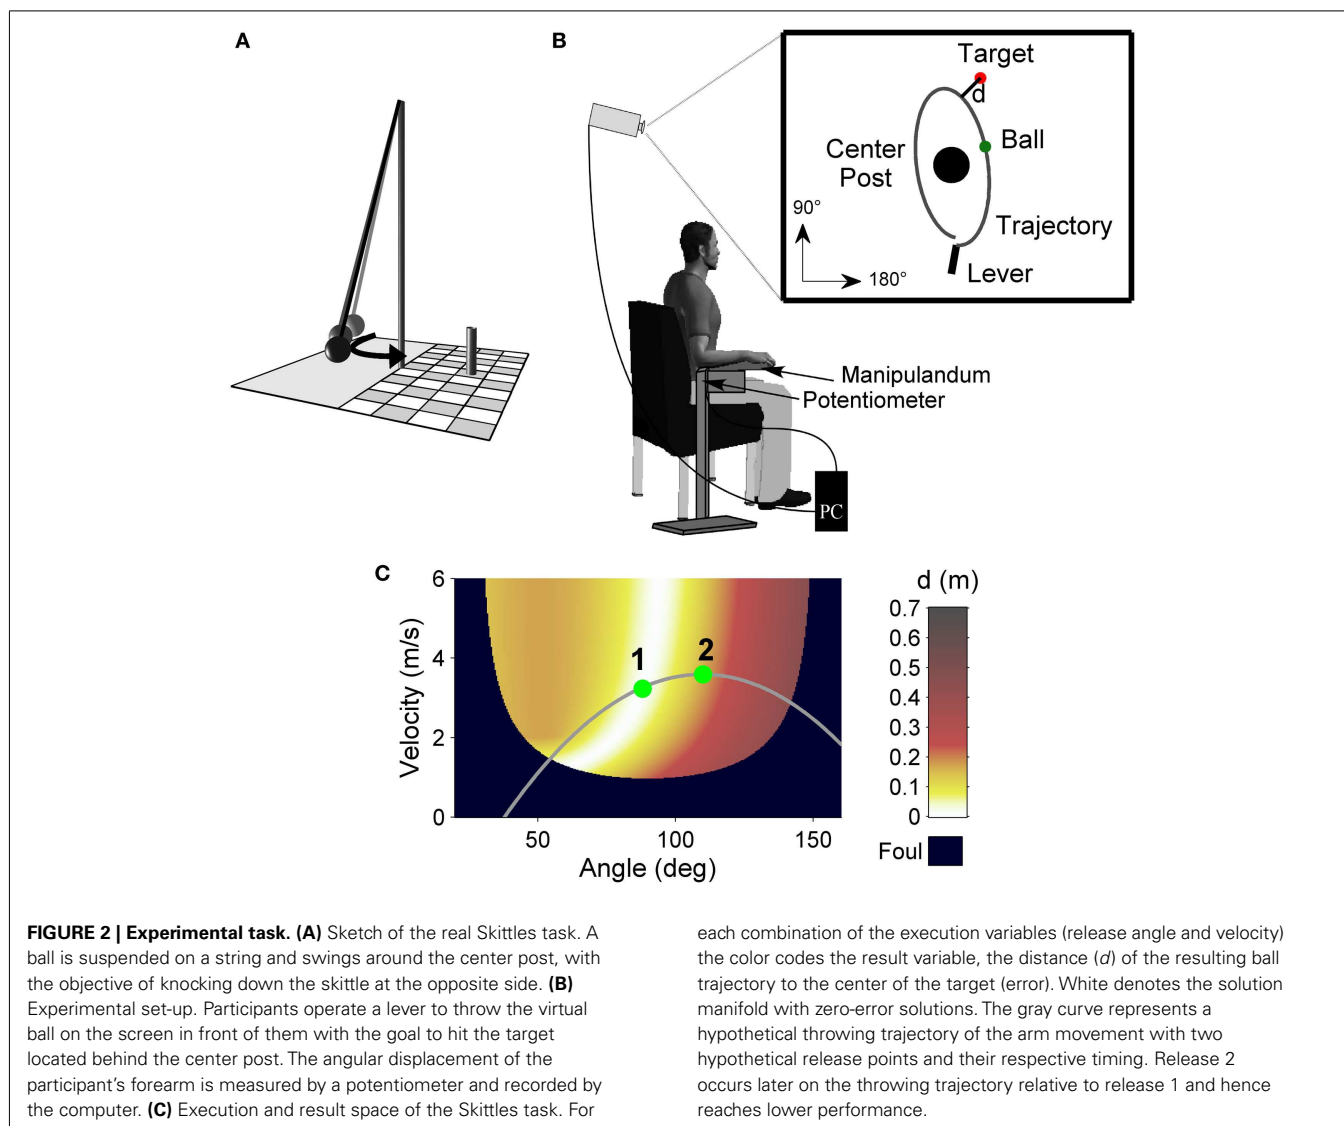 A
B
Target
d
Ball
Center
Post
90°
Trajectory
180°
Lever
Manipulandum
Potentiometer
PC
C
d (m)
6
4
2
0
Velocity (m/s)
1
2
50
100
150
Angle (deg)
0.7
0.6
0.5
0.4
0.3
0.2
0.1
0
Foul
FIGURE 2 | Experimental task. (A) Sketch of the real Skittles task. A
ball is suspended on a string and swings around the center post, with
the objective of knocking down the skittle at the opposite side. (B)
Experimental set-up. Participants operate a lever to throw the virtual
ball on the screen in front of them with the goal to hit the target
located behind the center post. The angular displacement of the
participant's forearm is measured by a potentiometer and recorded by
the computer. (C) Execution and result space of the Skittles task. For
each combination of the execution variables (release angle and velocity)
the color codes the result variable, the distance (d) of the resulting ball
trajectory to the center of the target (error). White denotes the solution
manifold with zero-error solutions. The gray curve represents a
hypothetical throwing trajectory of the arm movement with two
hypothetical release points and their respective timing. Release 2
occurs later on the throwing trajectory relative to release 1 and hence
reaches lower performance.